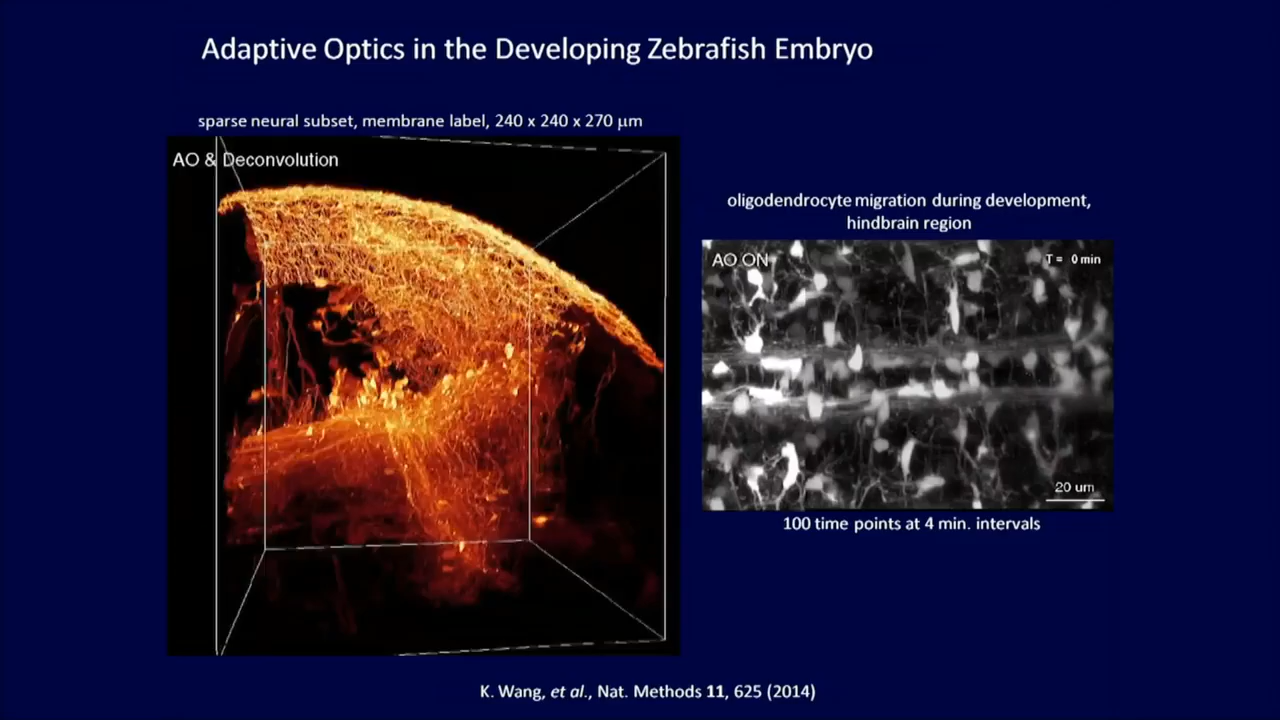 Adaptive Optics in the Developing Zebrafish Embryo
sparse neural subset, membrane label, 240 x 240 x 270 μm
AO & Deconvolution
oligodendrocyte migration during development,
hindbrain region
AO ON
T = 0 min
20 um
100 time points at 4 min. intervals
K. Wang, et al., Nat. Methods 11, 625 (2014)